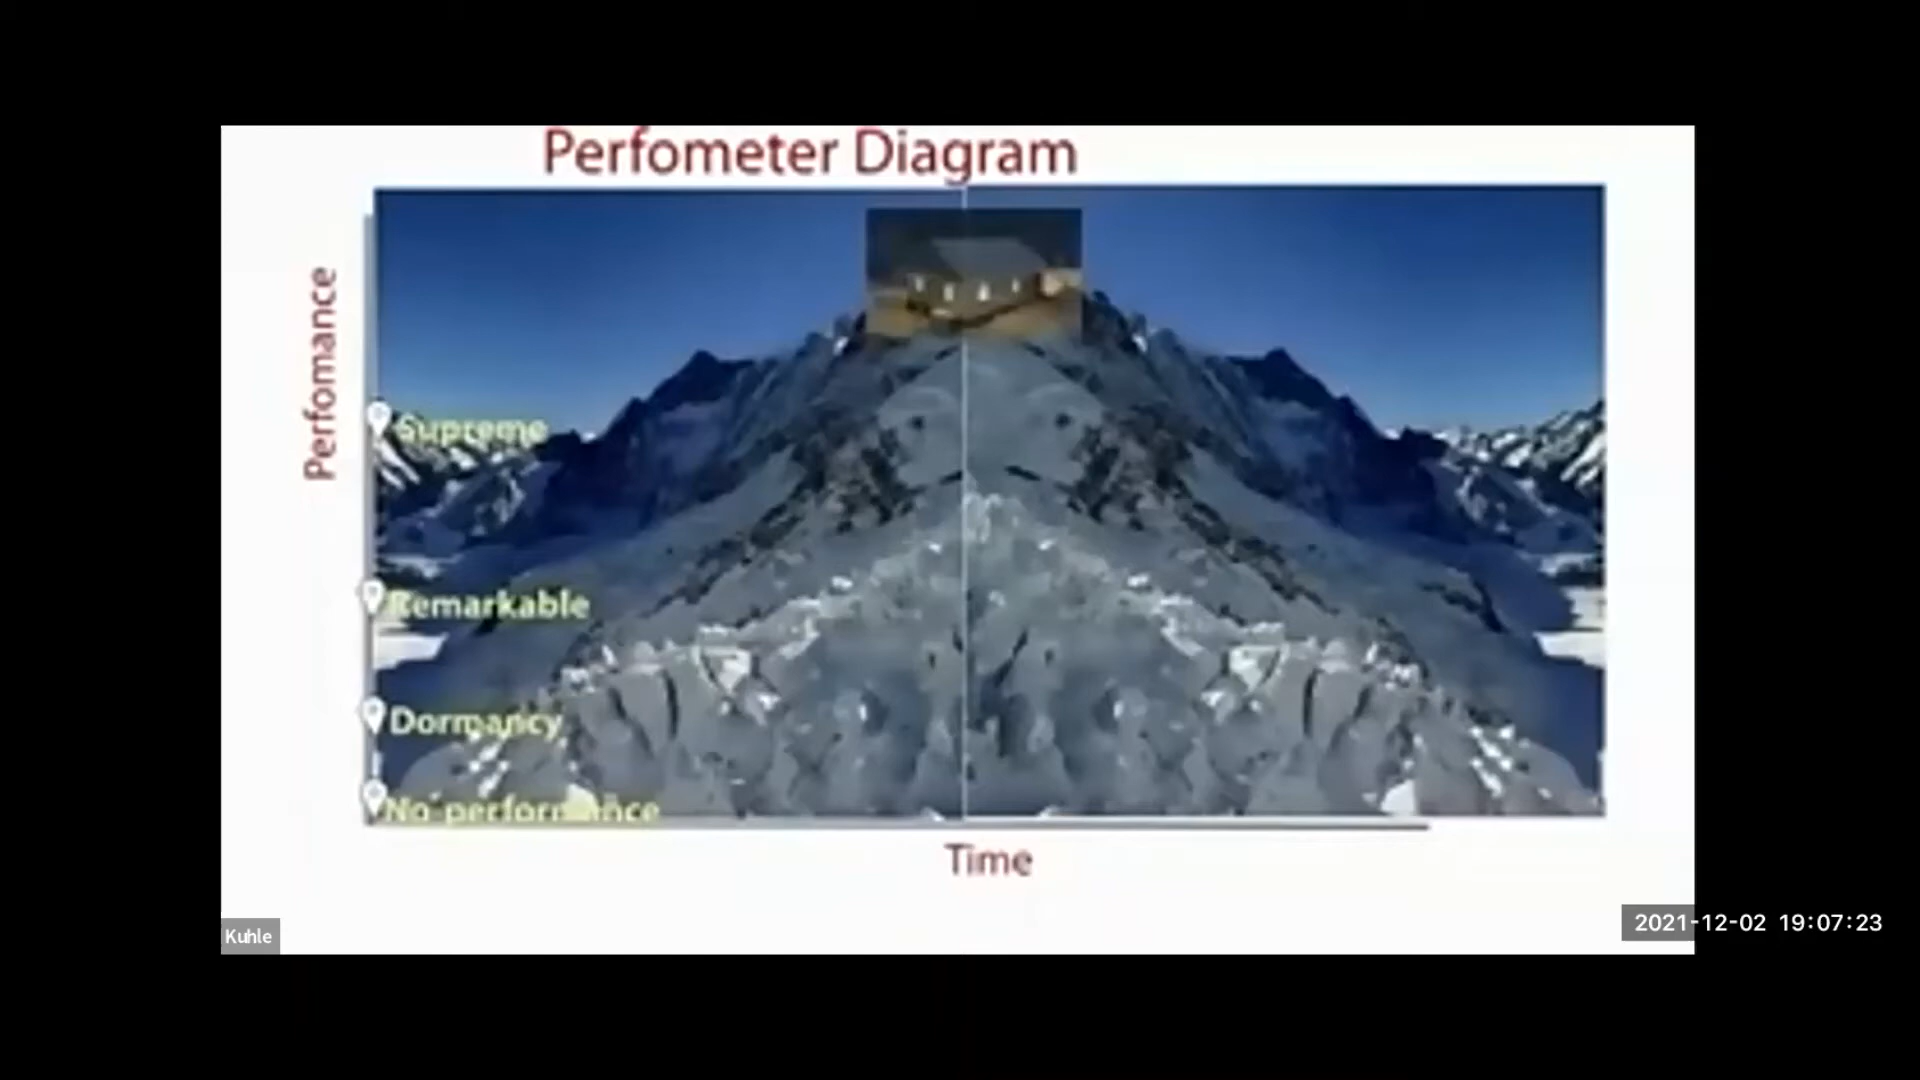 Perfometer Diagram
Perfomance
Supreme
Remarkable
Dormancy
No-performance
Time
Kuhle
2021-12-02 19:07:23